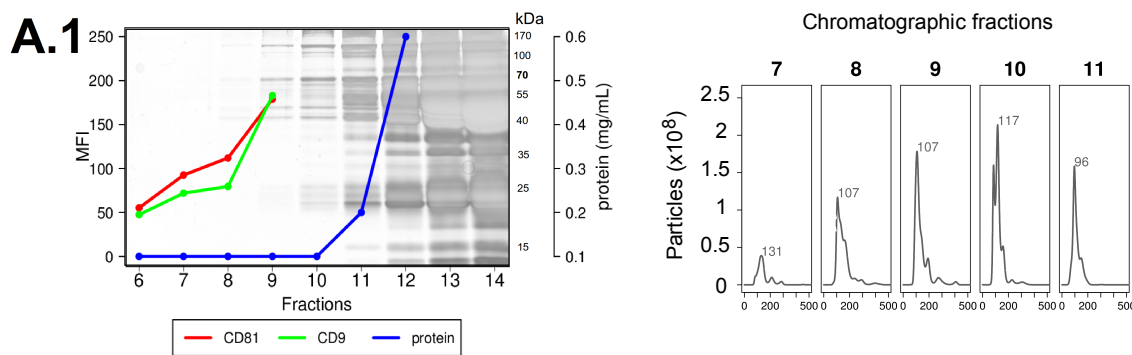 A.1
kDa
250
200
150
100
50
0
MFI
170
100
70
55
40
35
25
15
0.6
0.5
0.4
0.3
0.2
0.1
protein (mg/mL)
6 7 8 9 10 11 12 13 14
Fractions
CD81 CD9 protein
Chromatographic fractions
7 8 9 10 11
2.5
2
1.5
1
0.5
0
Particles (x10⁸)
131
107
107
117
96
0 200 500
0 200 500
0 200 500
0 200 500
0 200 500